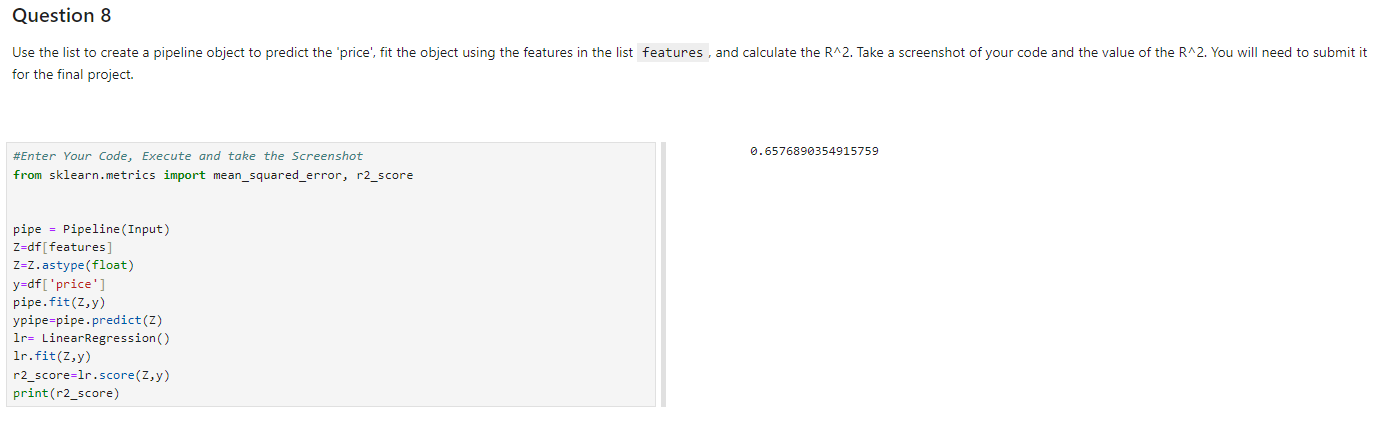 Question 8
Use the list to create a pipeline object to predict the 'price', fit the object using the features in the list features , and calculate the R^2. Take a screenshot of your code and the value of the R^2. You will need to submit it
for the final project.
#Enter Your Code, Execute and take the Screenshot
from sklearn.metrics import mean_squared_error, r2_score
pipe = Pipeline(Input)
Z=df[features]
Z=Z.astype(float)
y=df['price']
pipe.fit(Z,y)
ypipe=pipe.predict(Z)
lr= LinearRegression()
lr.fit(Z,y)
r2_score=lr.score(Z,y)
print(r2_score)
0.6576890354915759